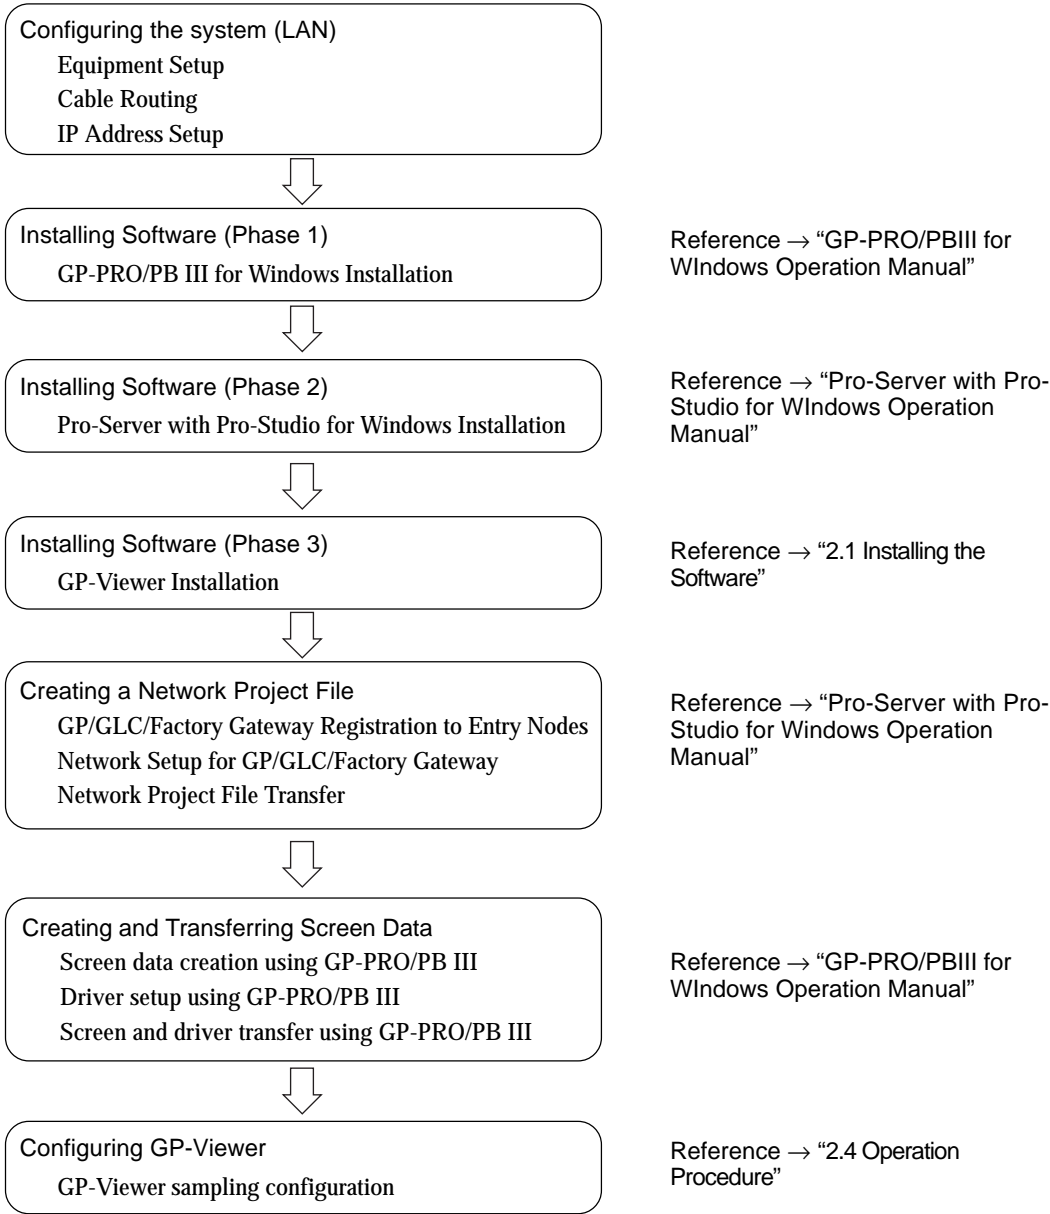 Configuring the system (LAN)
Equipment Setup
Cable Routing
IP Address Setup
Installing Software (Phase 1)
GP-PRO/PB III for Windows Installation
Reference → “GP-PRO/PBIII for
WIndows Operation Manual”
Installing Software (Phase 2)
Pro-Server with Pro-Studio for Windows Installation
Reference → “Pro-Server with Pro-
Studio for WIndows Operation
Manual”
Installing Software (Phase 3)
GP-Viewer Installation
Reference → “2.1 Installing the
Software”
Creating a Network Project File
GP/GLC/Factory Gateway Registration to Entry Nodes
Network Setup for GP/GLC/Factory Gateway
Network Project File Transfer
Reference → “Pro-Server with Pro-
Studio for Windows Operation
Manual”
Creating and Transferring Screen Data
Screen data creation using GP-PRO/PB III
Driver setup using GP-PRO/PB III
Screen and driver transfer using GP-PRO/PB III
Reference → “GP-PRO/PBIII for
WIndows Operation Manual”
Configuring GP-Viewer
GP-Viewer sampling configuration
Reference → “2.4 Operation
Procedure”